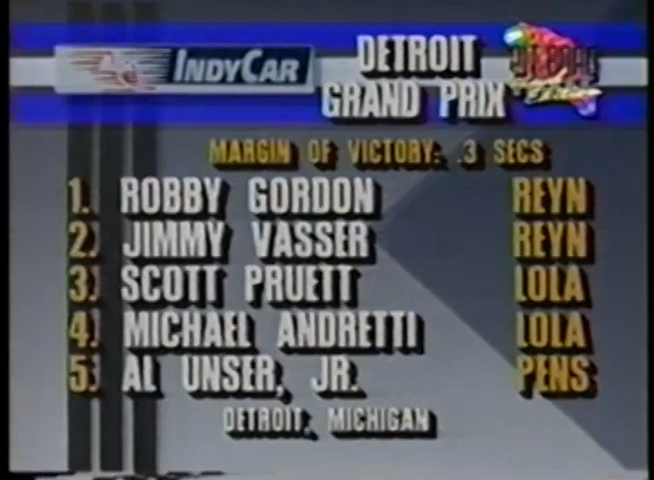 INDYCAR
DETROIT
GRAND PRIX
MARGIN OF VICTORY: .3 SECS
1. ROBBY GORDON REYN
2. JIMMY VASSER REYN
3. SCOTT PRUETT LOLA
4. MICHAEL ANDRETTI LOLA
5. AL UNSER, JR. PENS
DETROIT, MICHIGAN